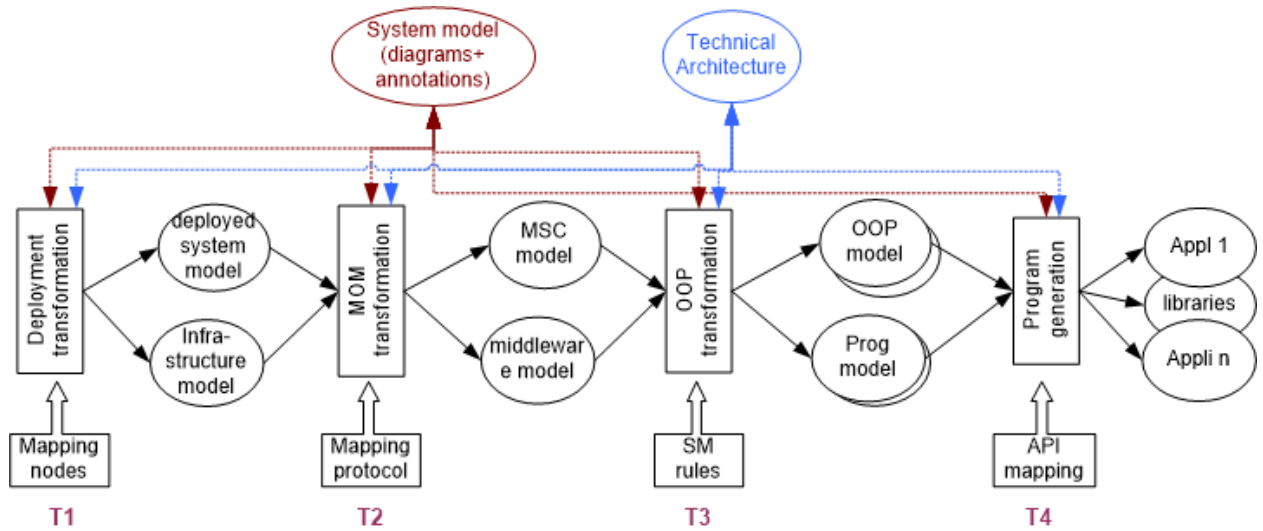 System model
(diagrams+
annotations)
Technical
Architecture
Deployment
transformation
deployed
system
model
Infra-
structure
model
MOM
transformation
MSC
model
middlewar
e model
OOP
transformation
OOP
model
Prog
model
Program
generation
Appl 1
libraries
Appli n
Mapping
nodes
Mapping
protocol
SM
rules
API
mapping
T1
T2
T3
T4